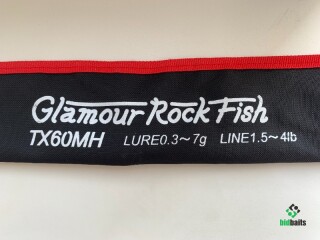 Glamour Rock Fish
TX60MH LURE0.3~7g LINE1.5~4lb
bidbaits